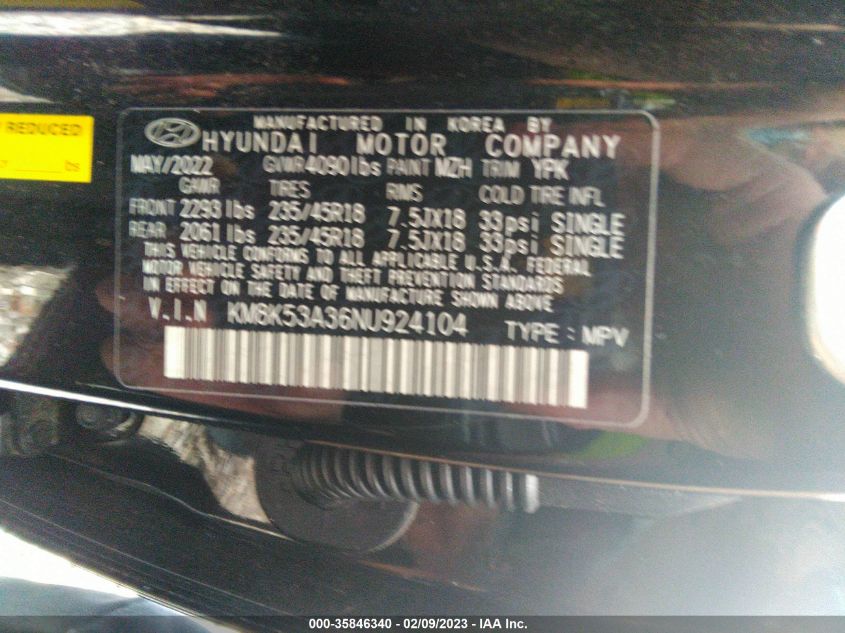 REDUCED
lbs
MANUFACTURED IN KOREA BY
HYUNDAI MOTOR COMPANY
MAY/2022 GVWR 4090 lbs PAINT MZH TRIM YPK
GAWR TIRES RMS COLD TIRE INFL
FRONT 2293 lbs 235/45R18 7.5JX18 33psi SINGLE
REAR 2061 lbs 235/45R18 7.5JX18 33psi SINGLE
THIS VEHICLE CONFORMS TO ALL APPLICABLE U.S.A. FEDERAL
MOTOR VEHICLE SAFETY AND THEFT PREVENTION STANDARDS
IN EFFECT ON THE DATE OF MANUFACTURE SHOWN ABOVE
V.I.N KM8K53A36NU924104 TYPE : MPV
000-35846340 - 02/09/2023 - IAA Inc.